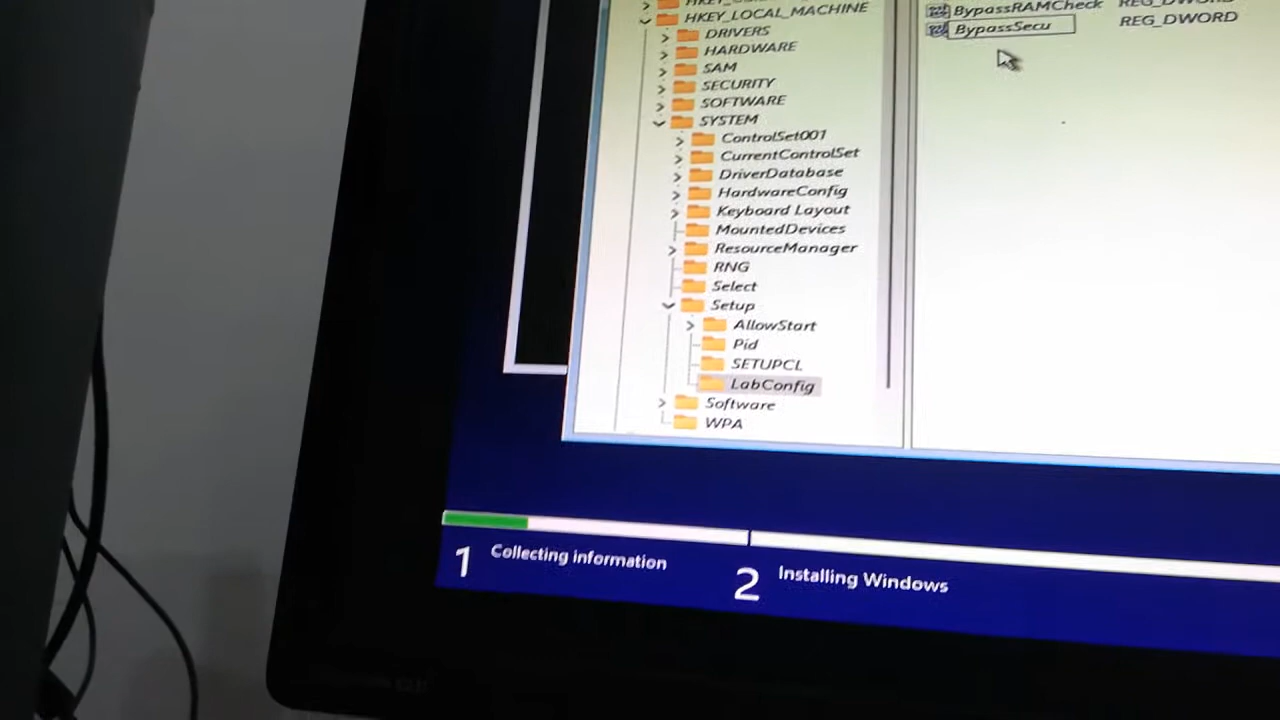 HKEY_LOCAL_MACHINE
DRIVERS
HARDWARE
SAM
SECURITY
SOFTWARE
SYSTEM
ControlSet001
CurrentControlSet
DriverDatabase
HardwareConfig
Keyboard Layout
MountedDevices
ResourceManager
RNG
Select
Setup
AllowStart
Pid
SETUPCL
LabConfig
Software
WPA
BypassRAMCheck REG_DWORD
BypassSecu REG_DWORD
1 Collecting information
2 Installing Windows